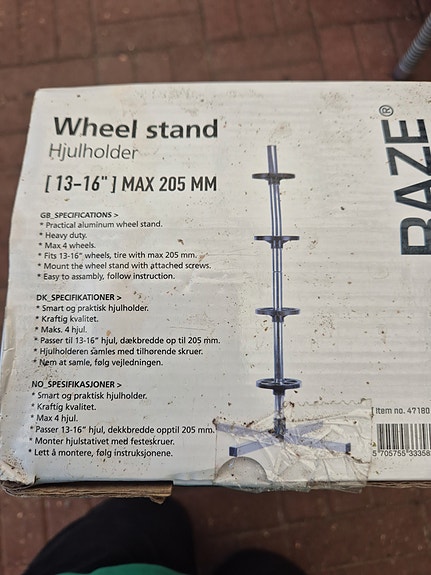 Wheel stand
Hjulholder
[ 13-16" ] MAX 205 MM
GB_SPECIFICATIONS >
* Practical aluminum wheel stand.
* Heavy duty.
* Max 4 wheels.
* Fits 13-16" wheels, tire with max 205 mm.
* Mount the wheel stand with attached screws.
* Easy to assambly, follow instruction.
DK_SPECIFIKATIONER >
* Smart og praktisk hjulholder.
* Kraftig kvalitet.
* Maks. 4 hjul.
* Passer til 13-16" hjul, dækbredde op til 205 mm.
* Hjulholderen samles med tilhørende skruer.
* Nem at samle, følg vejledningen.
NO_SPESIFIKASJONER >
* Smart og praktisk hjulholder.
* Kraftig kvalitet.
* Max 4 hjul.
* Passer 13-16" hjul, dekkbredde opptil 205 mm.
* Monter hjulstativet med festeskruer.
* Lett å montere, følg instruksjonene.
BAZE®
Item no. 47180
5 705755 33358